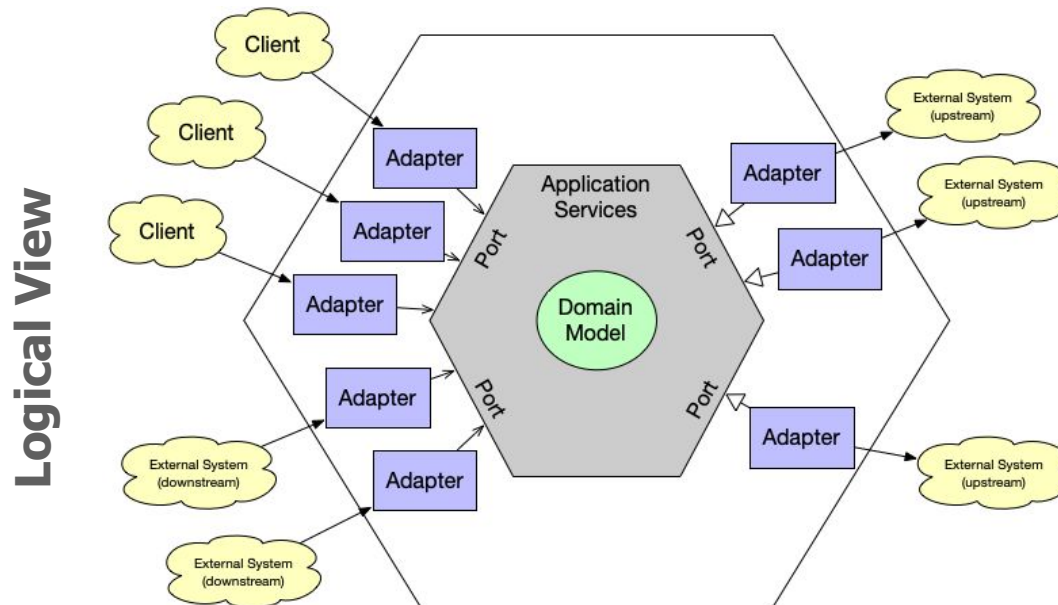 Logical View
Client
Client
Client
External System
(downstream)
External System
(downstream)
Adapter
Adapter
Adapter
Adapter
Adapter
Port
Port
Application
Services
Domain
Model
Port
Port
Adapter
Adapter
Adapter
External System
(upstream)
External System
(upstream)
External System
(upstream)